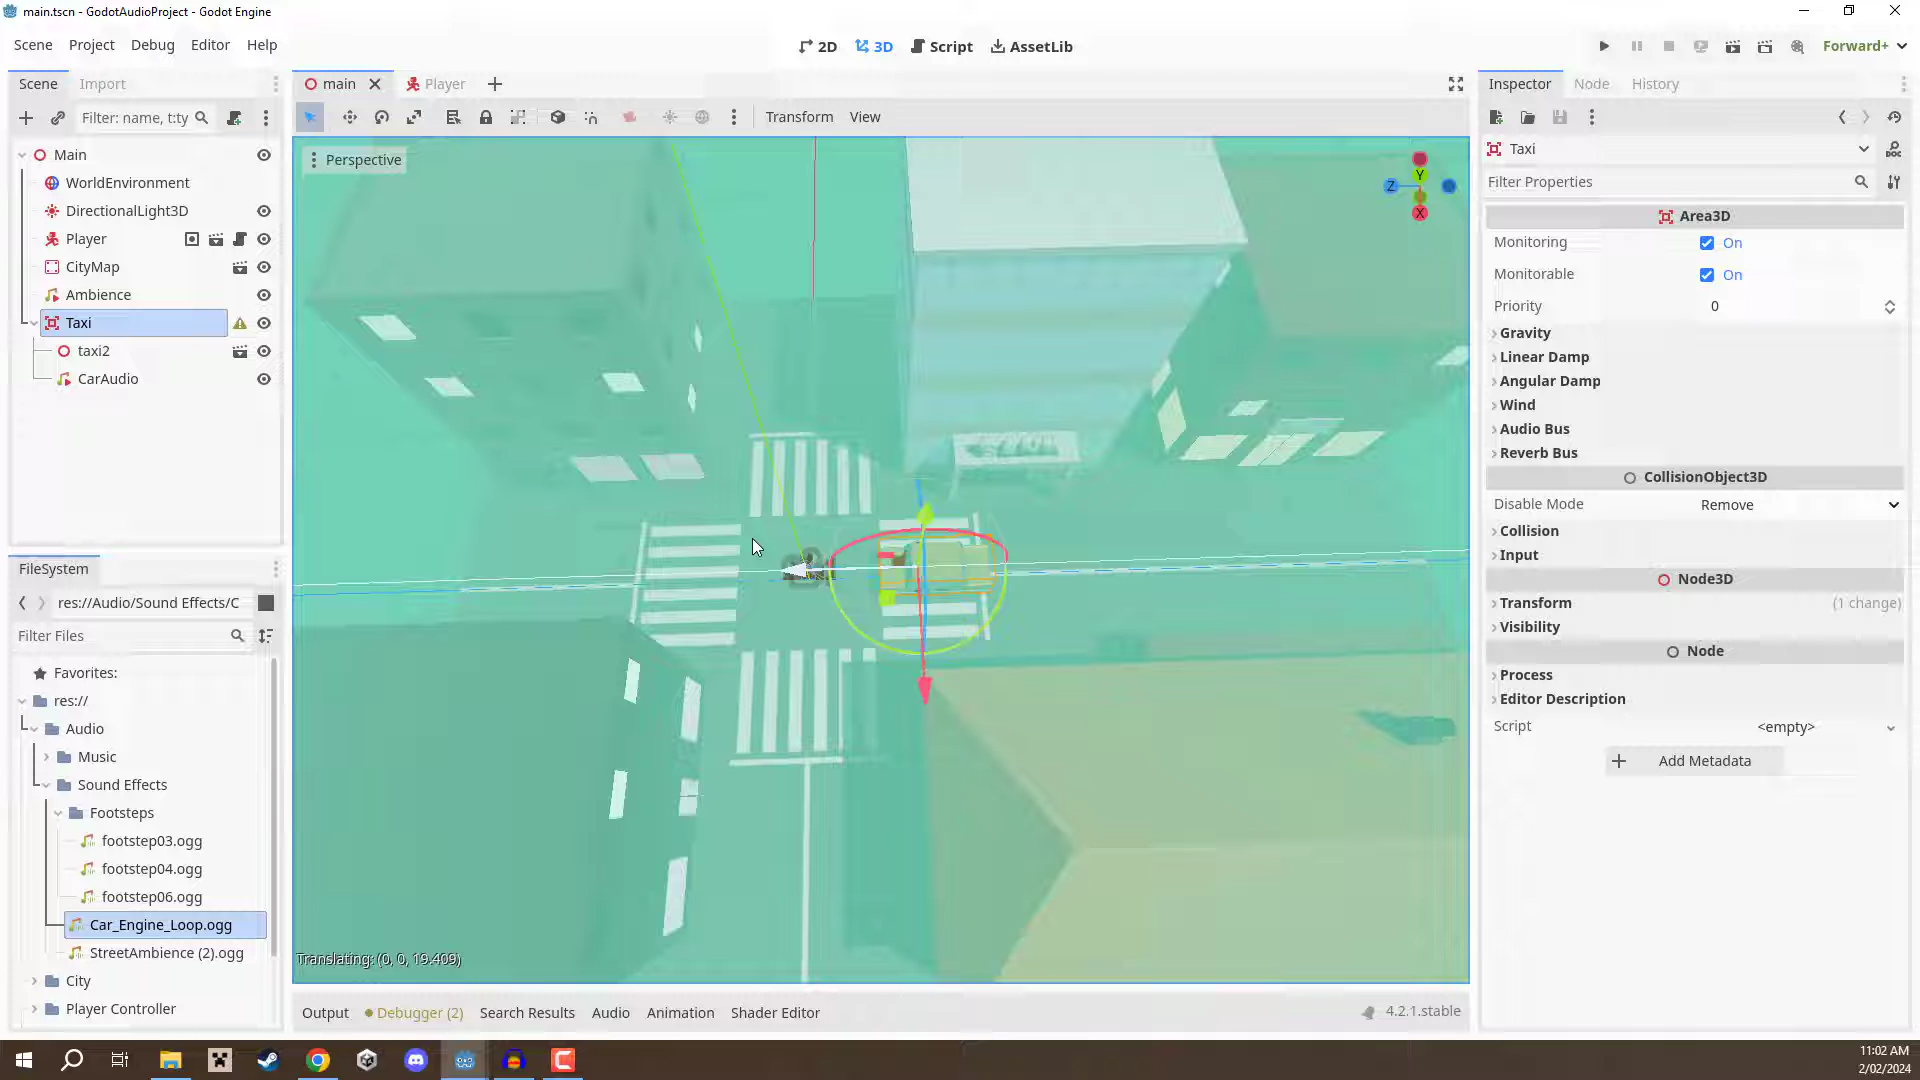 main.tscn - GodotAudioProject - Godot Engine
Scene Project Debug Editor Help
2D 3D Script AssetLib
Forward+
Scene Import
Filter: name, t:ty
Main
WorldEnvironment
DirectionalLight3D
Player
CityMap
Ambience
Taxi
taxi2
CarAudio
FileSystem
res://Audio/Sound Effects/C
Filter Files
Favorites:
res://
Audio
Music
Sound Effects
Footsteps
footstep03.ogg
footstep04.ogg
footstep06.ogg
Car_Engine_Loop.ogg
StreetAmbience (2).ogg
City
Player Controller
main Player
Transform View
Perspective
Y
Z
X
Translating: (0, 0, 19.409)
Output Debugger (2) Search Results Audio Animation Shader Editor
4.2.1.stable
Inspector Node History
Taxi
Filter Properties
Area3D
Monitoring On
Monitorable On
Priority 0
Gravity
Linear Damp
Angular Damp
Wind
Audio Bus
Reverb Bus
CollisionObject3D
Disable Mode Remove
Collision
Input
Node3D
Transform (1 change)
Visibility
Node
Process
Editor Description
Script <empty>
Add Metadata
11:02 AM
2/02/2024